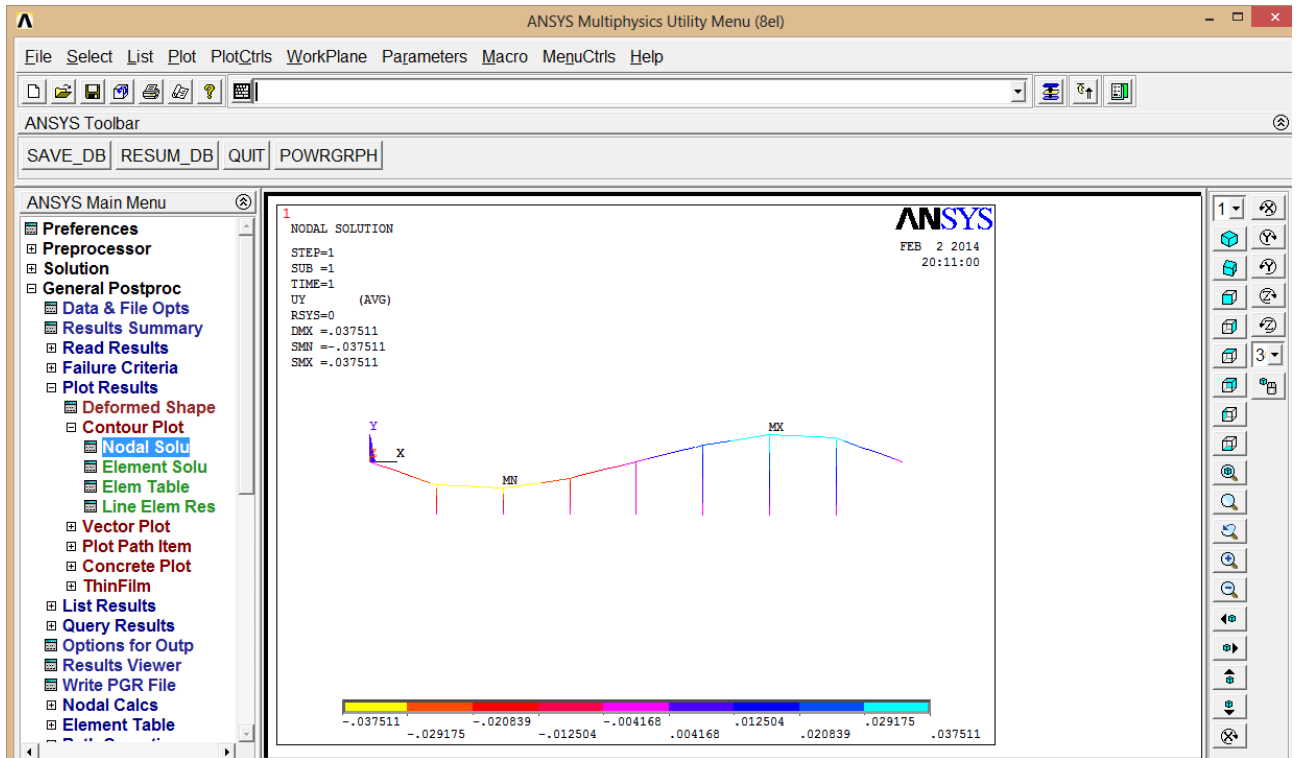 ANSYS Multiphysics Utility Menu (8el)
File Select List Plot PlotCtrls WorkPlane Parameters Macro MenuCtrls Help
ANSYS Toolbar
SAVE_DB RESUM_DB QUIT POWRGRPH
ANSYS Main Menu
Preferences
Preprocessor
Solution
General Postproc
Data & File Opts
Results Summary
Read Results
Failure Criteria
Plot Results
Deformed Shape
Contour Plot
Nodal Solu
Element Solu
Elem Table
Line Elem Res
Vector Plot
Plot Path Item
Concrete Plot
ThinFilm
List Results
Query Results
Options for Outp
Results Viewer
Write PGR File
Nodal Calcs
Element Table
1
NODAL SOLUTION
STEP=1
SUB =1
TIME=1
UY (AVG)
RSYS=0
DMX =.037511
SMN =-.037511
SMX =.037511
ANSYS
FEB 2 2014
20:11:00
Y
X
MN
MX
-.037511 -.020839 -.004168 .012504 .029175
-.029175 -.012504 .004168 .020839 .037511
1
3